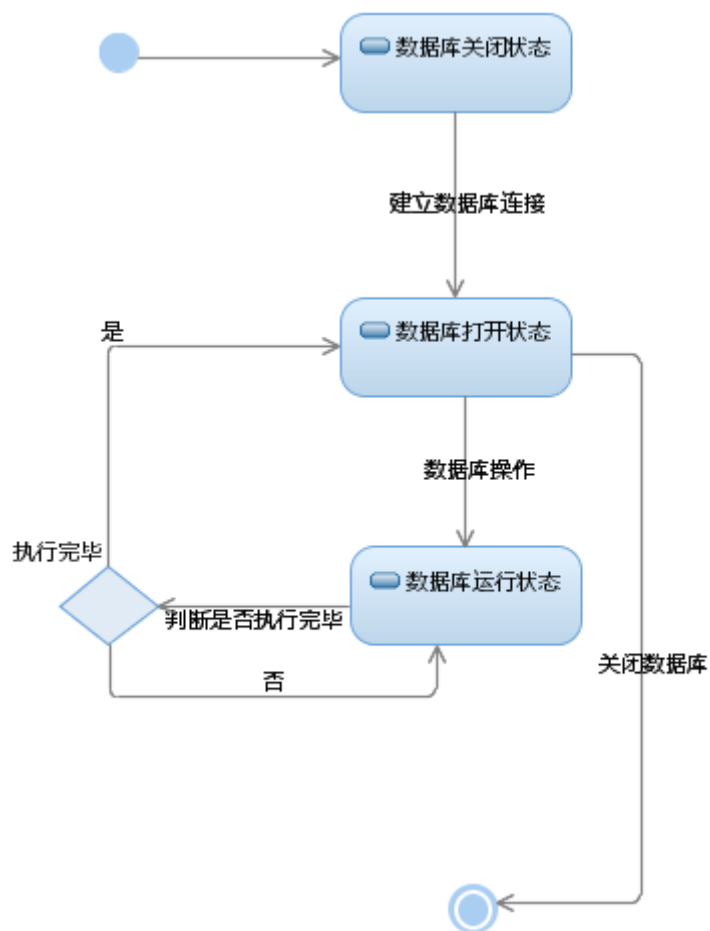 数据库关闭状态
建立数据库连接
是
数据库打开状态
数据库操作
执行完毕
数据库运行状态
判断是否执行完毕
否
关闭数据库